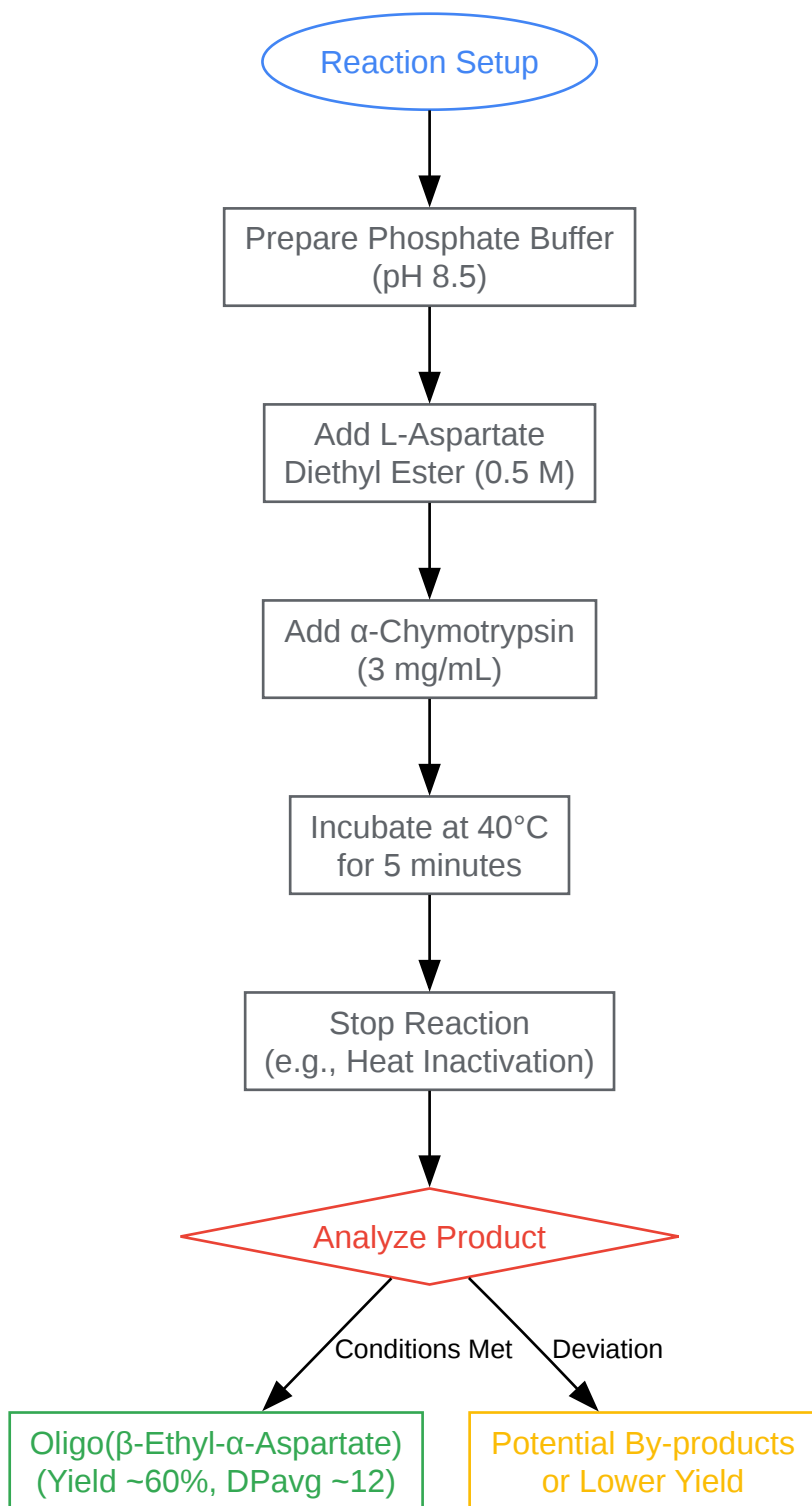 Reaction Setup
Prepare Phosphate Buffer
(pH 8.5)
Add L-Aspartate
Diethyl Ester (0.5 M)
Add α-Chymotrypsin
(3 mg/mL)
Incubate at 40°C
for 5 minutes
Stop Reaction
(e.g., Heat Inactivation)
Analyze Product
Conditions Met
Deviation
Oligo(β-Ethyl-α-Aspartate)
(Yield ~60%, DPavg ~12)
Potential By-products
or Lower Yield